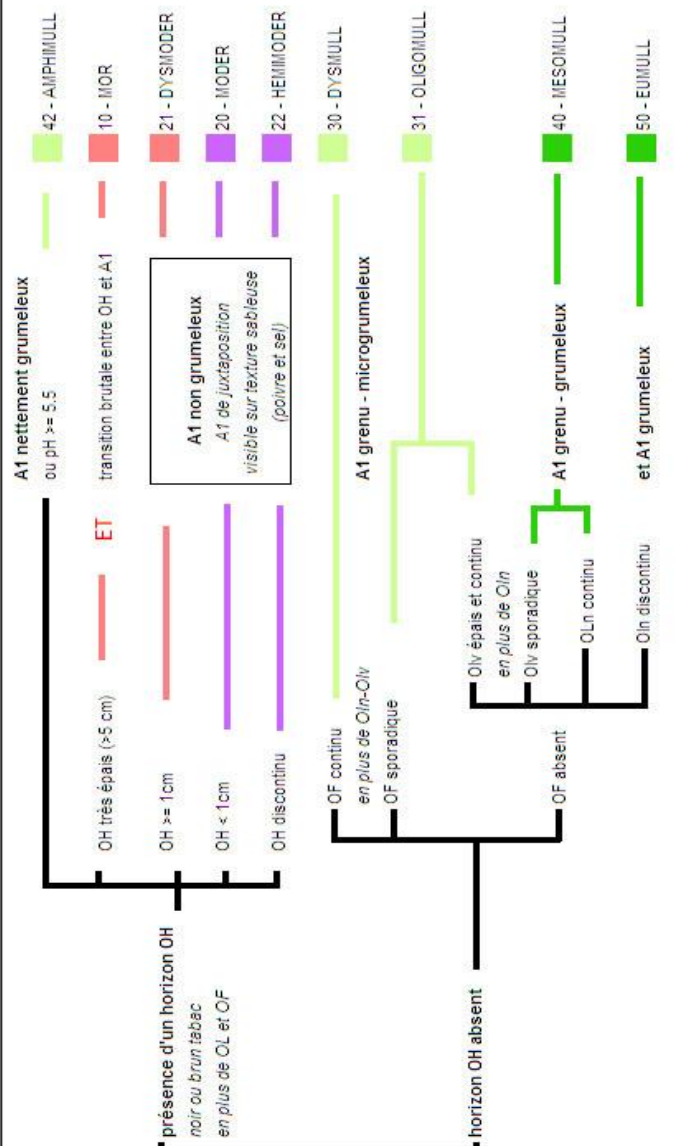 présence d'un horizon OH
noir ou brun tabac
en plus de OL et OF
A1 nettement grumeleux
ou pH >= 5.5
42 - AMPHIMULL
OH très épais (>5 cm)
ET
transition brutale entre OH et A1
10 - MOR
OH >= 1cm
21 - DYSMODER
OH < 1cm
20 - MODER
OH discontinu
22 - HEMIMODER
A1 non grumeleux
A1 de juxtaposition
visible sur texture sableuse
(poivre et sel)
horizon OH absent
OF continu
30 - DYSMULL
en plus de Oln-Olv
OF sporadique
A1 grenu - microgrumeleux
31 - OLIGOMULL
OF absent
Olv épais et continu
en plus de Oln
Olv sporadique
OLn continu
A1 grenu - grumeleux
40 - MESOMULL
Oln discontinu
et A1 grumeleux
50 - EUMULL